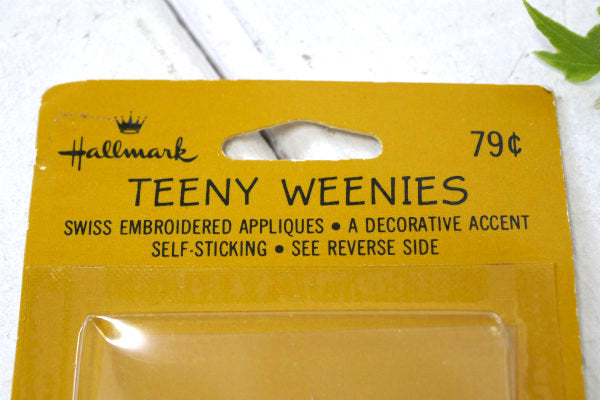 Hallmark
79¢
TEENY WEENIES
SWISS EMBROIDERED APPLIQUES • A DECORATIVE ACCENT
SELF-STICKING • SEE REVERSE SIDE